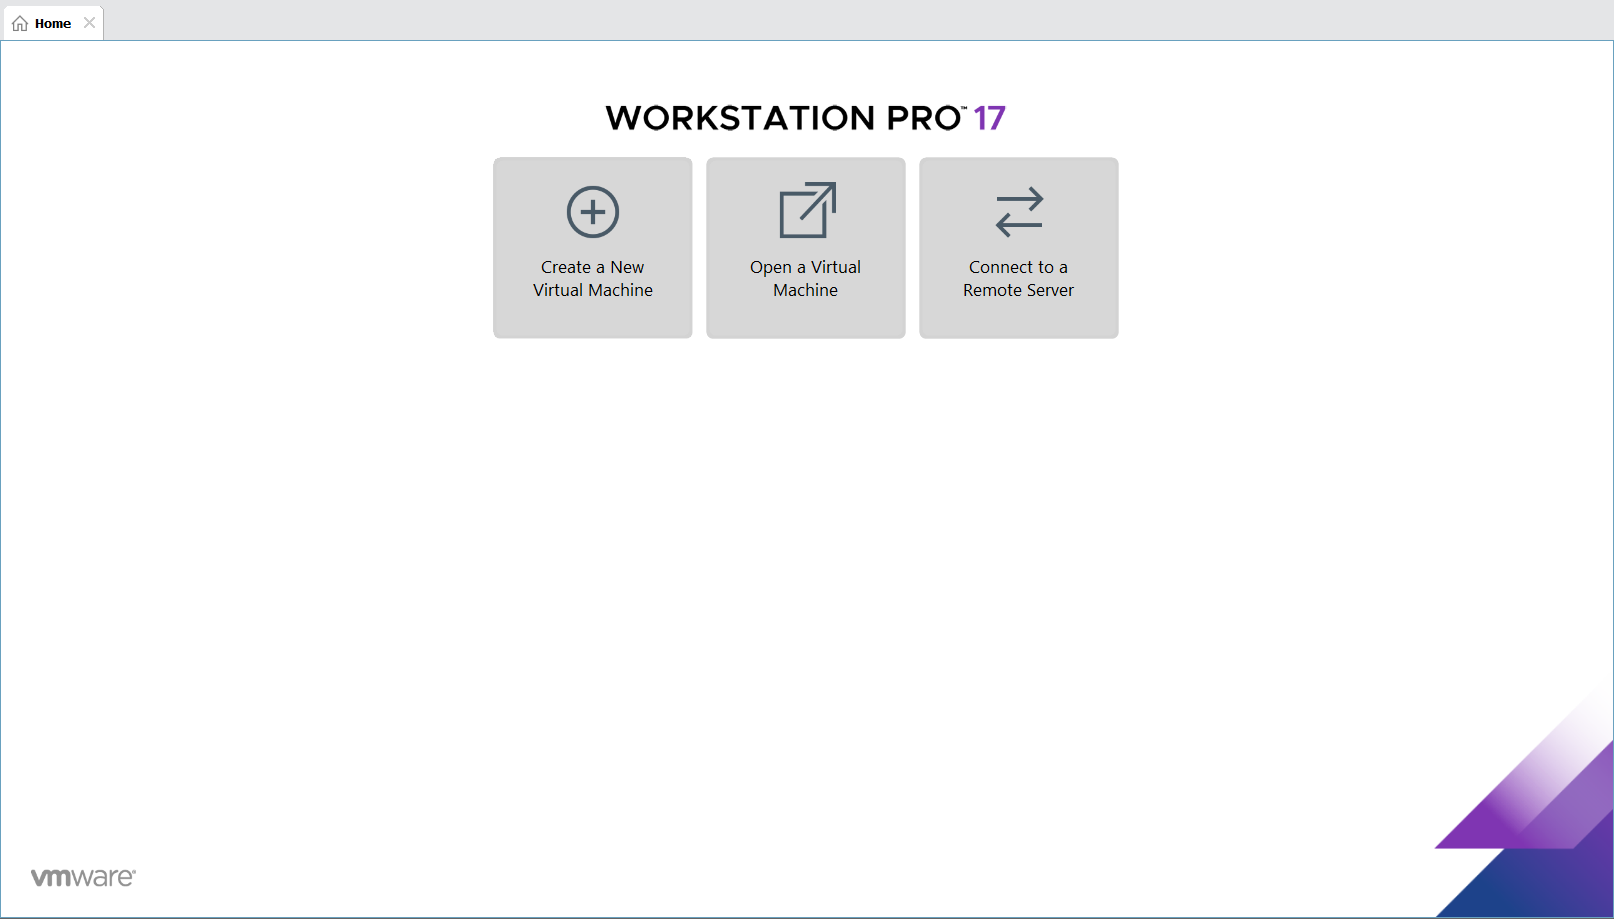 Home
WORKSTATION PRO™ 17
Create a New
Virtual Machine
Open a Virtual
Machine
Connect to a
Remote Server
vmware®